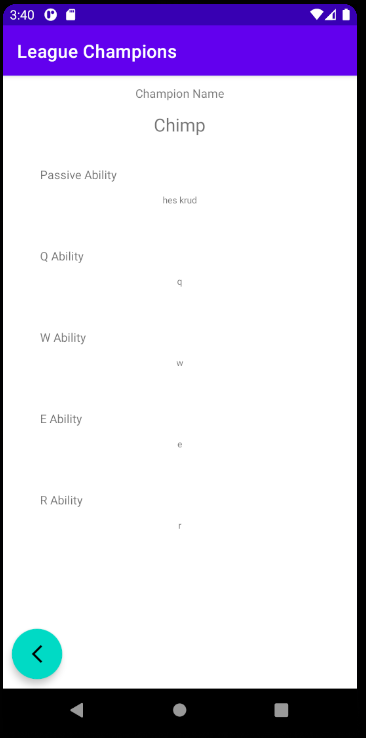 3:40
League Champions
Champion Name
Chimp
Passive Ability
hes krud
Q Ability
q
W Ability
w
E Ability
e
R Ability
r